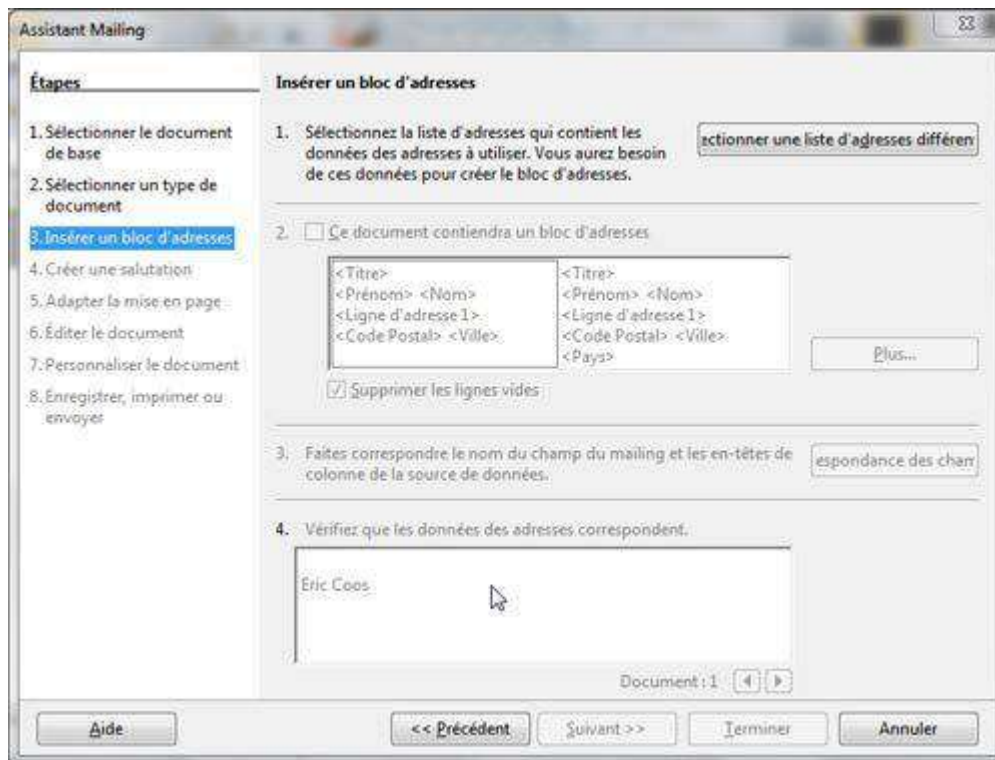 Assistant Mailing
Étapes
1. Sélectionner le document
de base
2. Sélectionner un type de
document
3. Insérer un bloc d'adresses
4. Créer une salutation
5. Adapter la mise en page
6. Éditer le document
7. Personnaliser le document
8. Enregistrer, imprimer ou
envoyer
Insérer un bloc d'adresses
1. Sélectionnez la liste d'adresses qui contient les
données des adresses à utiliser. Vous aurez besoin
de ces données pour créer le bloc d'adresses.
ectionner une liste d'adresses différen
2. Ce document contiendra un bloc d'adresses
<Titre>
<Prénom> <Nom>
<Ligne d'adresse 1>
<Code Postal> <Ville>
<Titre>
<Prénom> <Nom>
<Ligne d'adresse 1>
<Code Postal> <Ville>
<Pays>
Plus...
Supprimer les lignes vides
3. Faites correspondre le nom du champ du mailing et les en-têtes de
colonne de la source de données.
espondance des cham
4. Vérifiez que les données des adresses correspondent.
Eric Coos
Document : 1
Aide
<< Précédent
Suivant >>
Terminer
Annuler